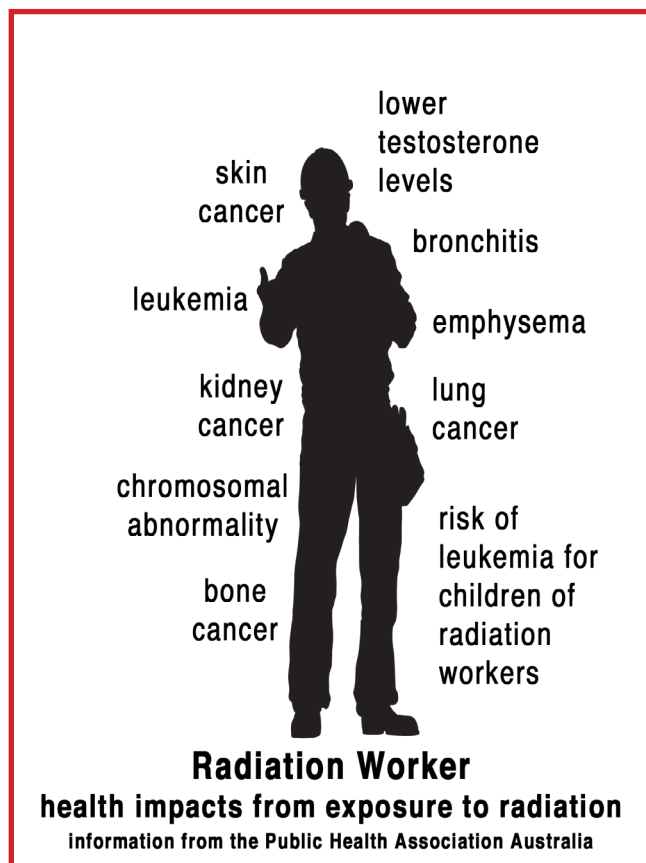 lower
testosterone
levels
skin
cancer
bronchitis
leukemia
emphysema
kidney
cancer
lung
cancer
chromosomal
abnormality
risk of
leukemia for
children of
radiation
workers
bone
cancer
Radiation Worker
health impacts from exposure to radiation
information from the Public Health Association Australia